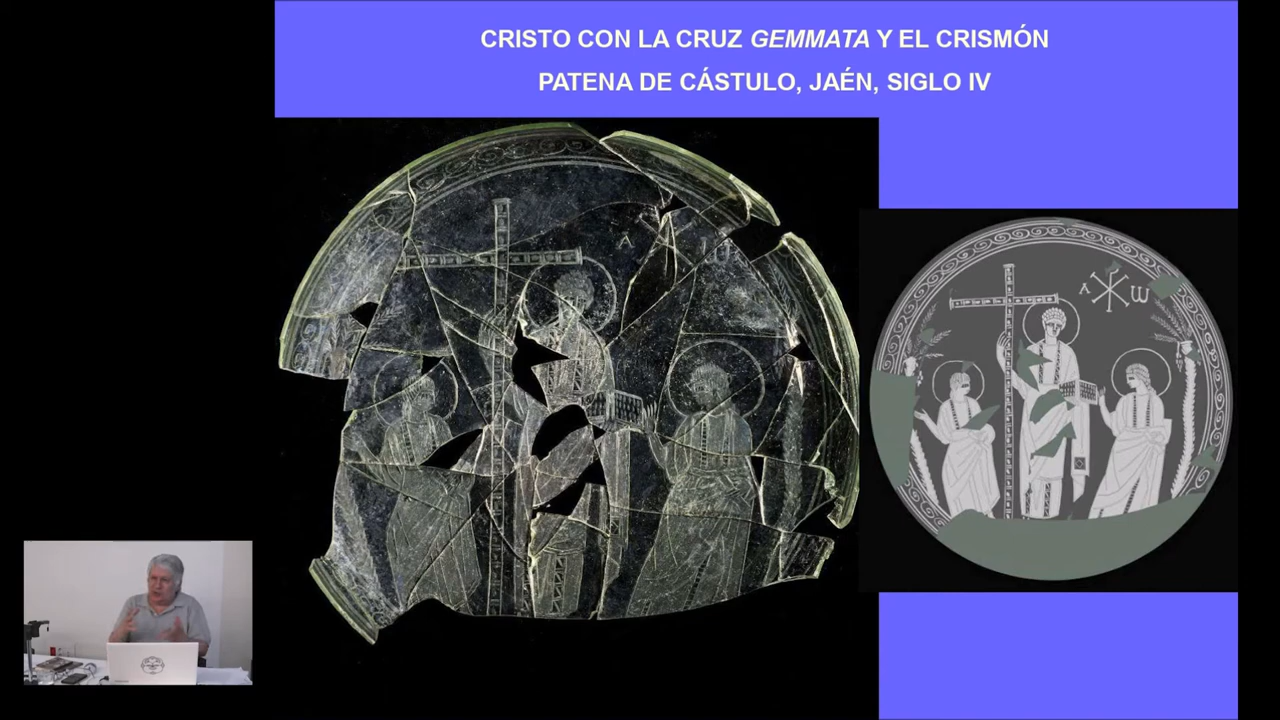 CRISTO CON LA CRUZ GEMMATA Y EL CRISMÓN
PATENA DE CÁSTULO, JAÉN, SIGLO IV
Α Ω